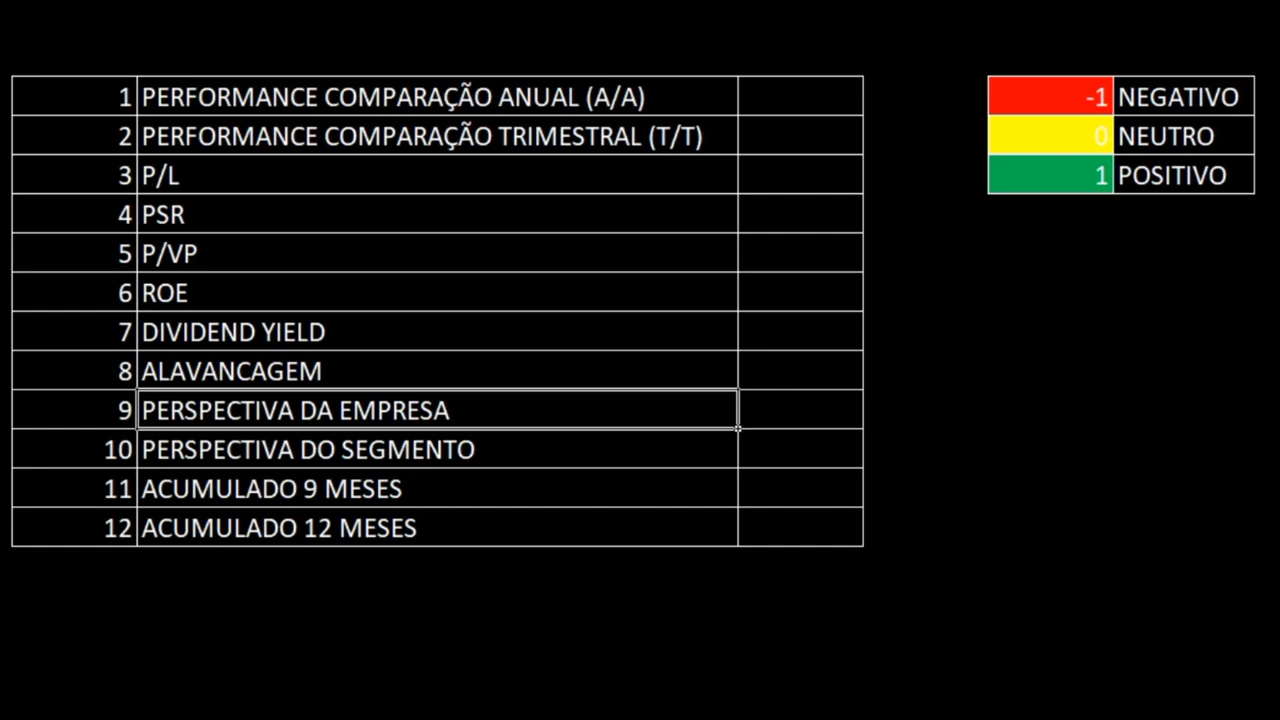 1 PERFORMANCE COMPARAÇÃO ANUAL (A/A)
2 PERFORMANCE COMPARAÇÃO TRIMESTRAL (T/T)
3 P/L
4 PSR
5 P/VP
6 ROE
7 DIVIDEND YIELD
8 ALAVANCAGEM
9 PERSPECTIVA DA EMPRESA
10 PERSPECTIVA DO SEGMENTO
11 ACUMULADO 9 MESES
12 ACUMULADO 12 MESES
-1 NEGATIVO
0 NEUTRO
1 POSITIVO